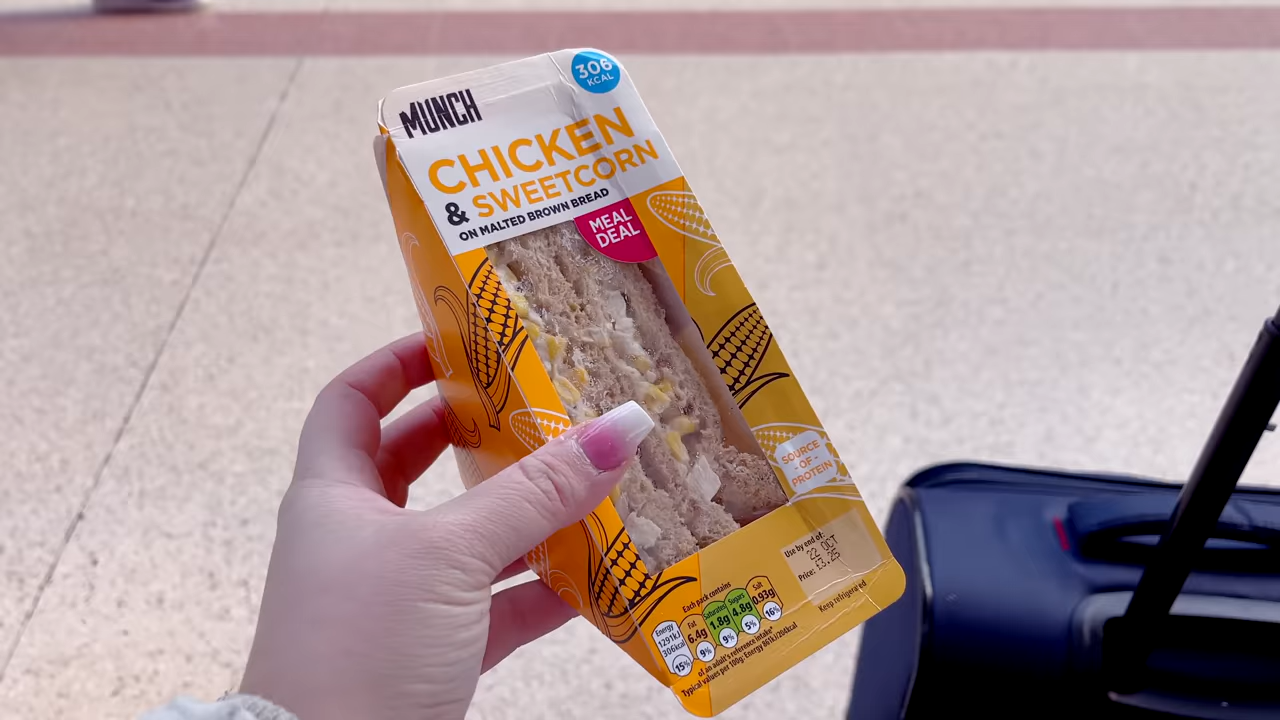 306
KCAL
MUNCH
CHICKEN
& SWEETCORN
ON MALTED BROWN BREAD
MEAL
DEAL
SOURCE
- OF -
PROTEIN
Use by end of:
22 OCT
Price: £3.25
Keep refrigerated
Each pack contains
Energy
1291kJ
306kcal
15%
Fat
6.4g
9%
Saturates
1.8g
9%
Sugars
4.8g
5%
Salt
0.93g
16%
of an adult's reference intake*
Typical values per 100g: Energy 861kJ/204kcal